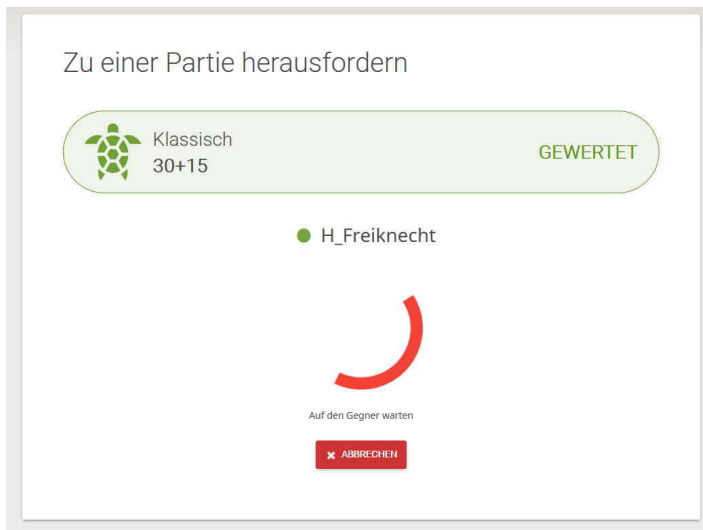 Zu einer Partie herausfordern
Klassisch
30+15
GEWERTET
H_Freiknecht
Auf den Gegner warten
ABBRECHEN